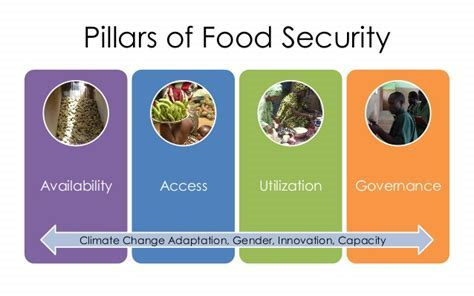 Pillars of Food Security
Availability
Access
Utilization
Governance
Climate Change Adaptation, Gender, Innovation, Capacity